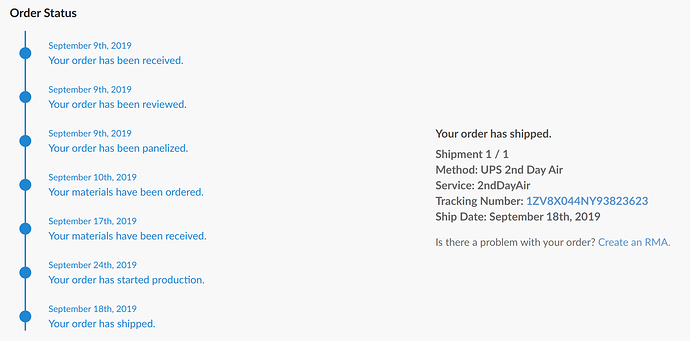 Order Status
September 9th, 2019
Your order has been received.
September 9th, 2019
Your order has been reviewed.
September 9th, 2019
Your order has been panelized.
September 10th, 2019
Your materials have been ordered.
September 17th, 2019
Your materials have been received.
September 24th, 2019
Your order has started production.
September 18th, 2019
Your order has shipped.
Your order has shipped.
Shipment 1 / 1
Method: UPS 2nd Day Air
Service: 2ndDayAir
Tracking Number: 1ZV8X044NY93823623
Ship Date: September 18th, 2019
Is there a problem with your order? Create an RMA.